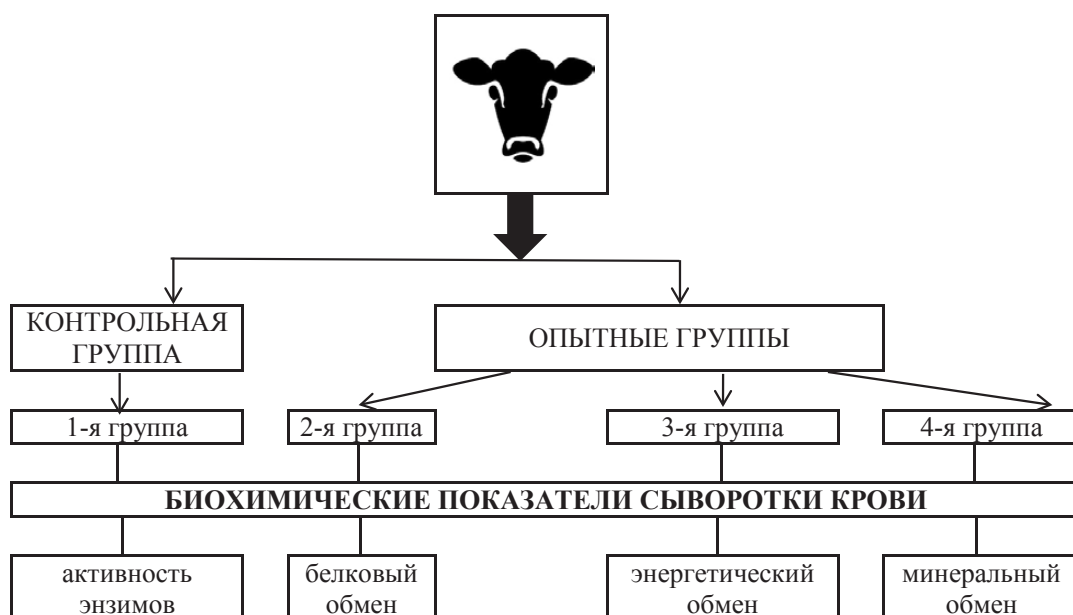 КОНТРОЛЬНАЯ
ГРУППА
ОПЫТНЫЕ ГРУППЫ
1-я группа
2-я группа
3-я группа
4-я группа
БИОХИМИЧЕСКИЕ ПОКАЗАТЕЛИ СЫВОРОТКИ КРОВИ
активность
энзимов
белковый
обмен
энергетический
обмен
минеральный
обмен